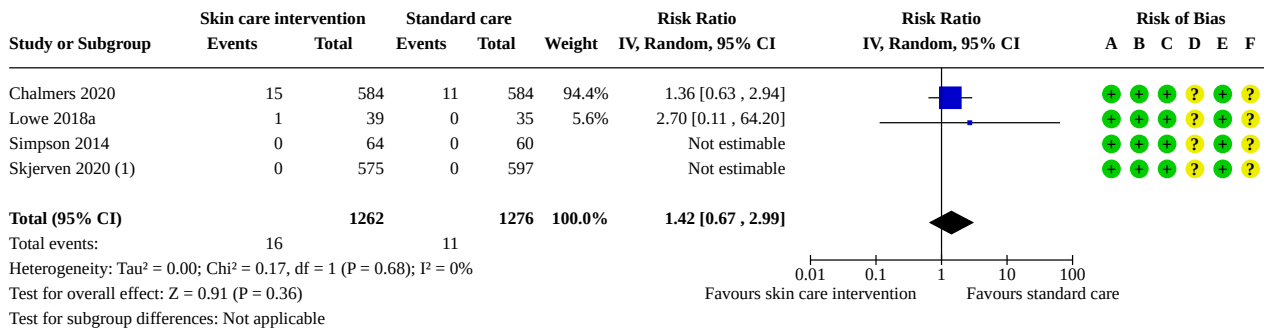 Skin care intervention Standard care Risk Ratio Risk Ratio Risk of Bias
Study or Subgroup Events Total Events Total Weight IV, Random, 95% CI IV, Random, 95% CI A B C D E F
Chalmers 2020 15 584 11 584 94.4% 1.36 [0.63 , 2.94] + + + ? + ?
Lowe 2018a 1 39 0 35 5.6% 2.70 [0.11 , 64.20] + + + ? + ?
Simpson 2014 0 64 0 60 Not estimable + + + ? + ?
Skjerven 2020 (1) 0 575 0 597 Not estimable + + + ? + ?
Total (95% CI) 1262 1276 100.0% 1.42 [0.67 , 2.99]
Total events: 16 11
Heterogeneity: Tau² = 0.00; Chi² = 0.17, df = 1 (P = 0.68); I² = 0%
0.01 0.1 1 10 100
Test for overall effect: Z = 0.91 (P = 0.36)
Favours skin care intervention Favours standard care
Test for subgroup differences: Not applicable